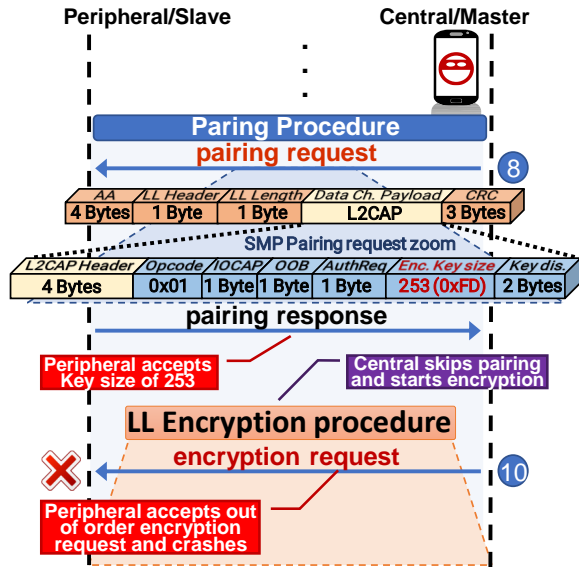 Peripheral/Slave Central/Master
Paring Procedure
pairing request
8
AA LL Header LL Length Data Ch. Payload CRC
4 Bytes 1 Byte 1 Byte L2CAP 3 Bytes
SMP Pairing request zoom
L2CAP Header Opcode IOCAP OOB AuthReq Enc. Key size Key dis.
4 Bytes 0x01 1 Byte 1 Byte 1 Byte 253 (0xFD) 2 Bytes
pairing response
Peripheral accepts
Key size of 253
Central skips pairing
and starts encryption
LL Encryption procedure
encryption request
10
Peripheral accepts out
of order encryption
request and crashes